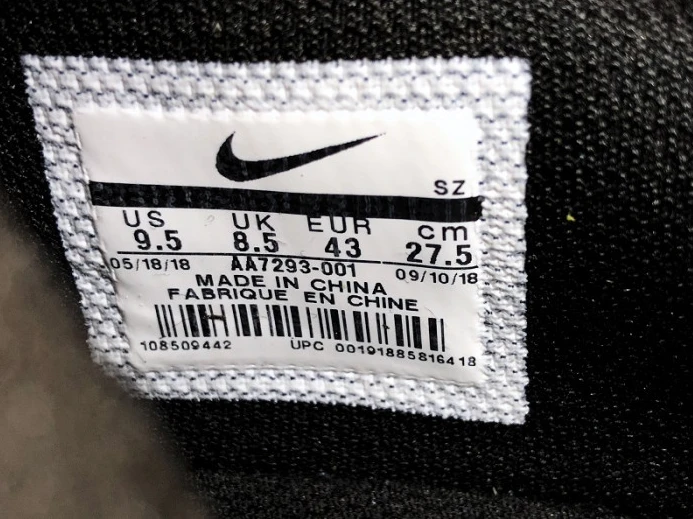 SZ
US UK EUR cm
9.5 8.5 43 27.5
05/18/18 AA7293-001 09/10/18
MADE IN CHINA
FABRIQUE EN CHINE
108509442 UPC 00191885816418